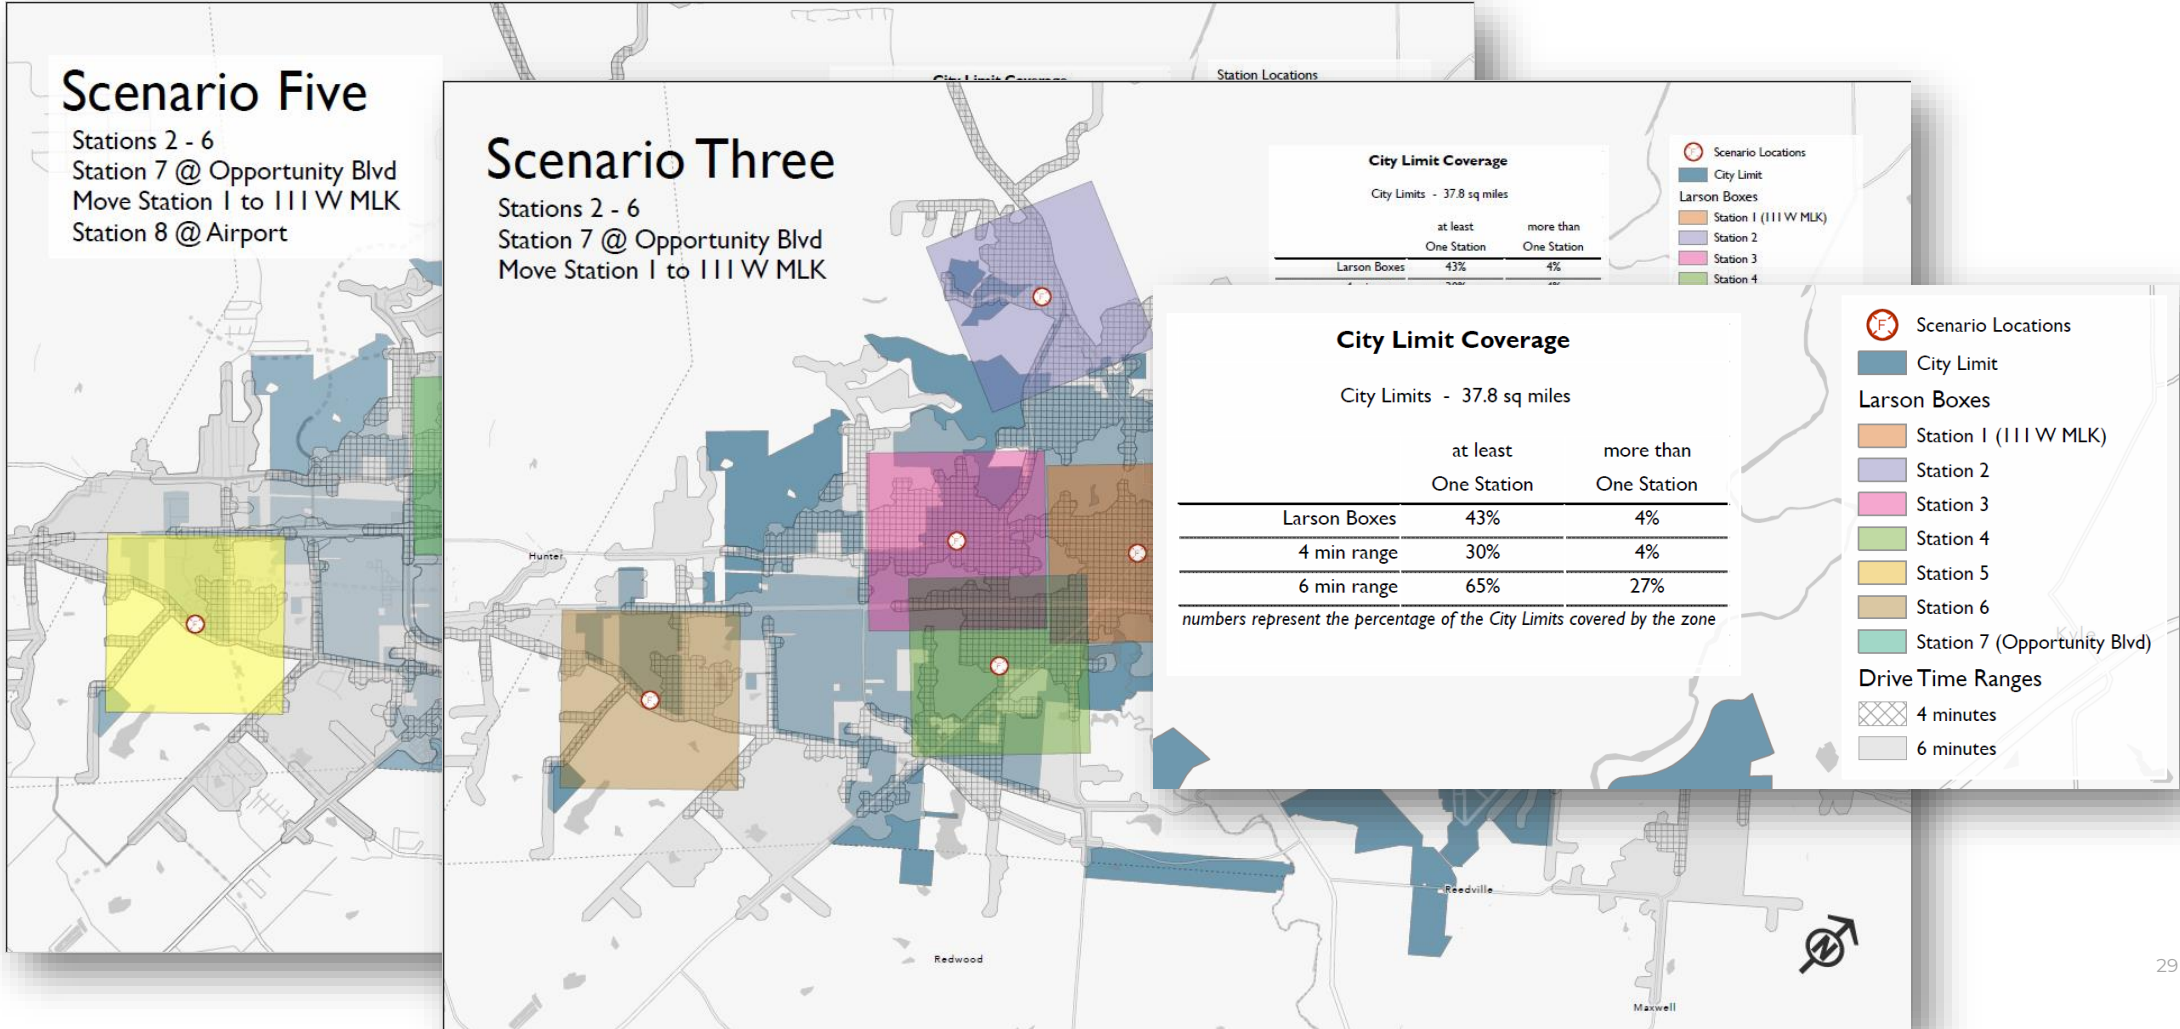 Scenario Five
Stations 2 - 6
Station 7 @ Opportunity Blvd
Move Station 1 to 111 W MLK
Station 8 @ Airport
City Limit Coverage
Station Locations
Scenario Three
Stations 2 - 6
Station 7 @ Opportunity Blvd
Move Station 1 to 111 W MLK
City Limit Coverage
City Limits - 37.8 sq miles
at least more than
One Station One Station
Larson Boxes 43% 4%
Scenario Locations
City Limit
Larson Boxes
Station 1 (111 W MLK)
Station 2
Station 3
Station 4
City Limit Coverage
City Limits - 37.8 sq miles
at least more than
One Station One Station
Larson Boxes 43% 4%
4 min range 30% 4%
6 min range 65% 27%
numbers represent the percentage of the City Limits covered by the zone
F Scenario Locations
City Limit
Larson Boxes
Station 1 (111 W MLK)
Station 2
Station 3
Station 4
Station 5
Station 6
Station 7 (Opportunity Blvd)
Drive Time Ranges
4 minutes
6 minutes
Kyle
Hunter
F
F
F
F
F
F
Reedville
Redwood
N
Maxwell
29